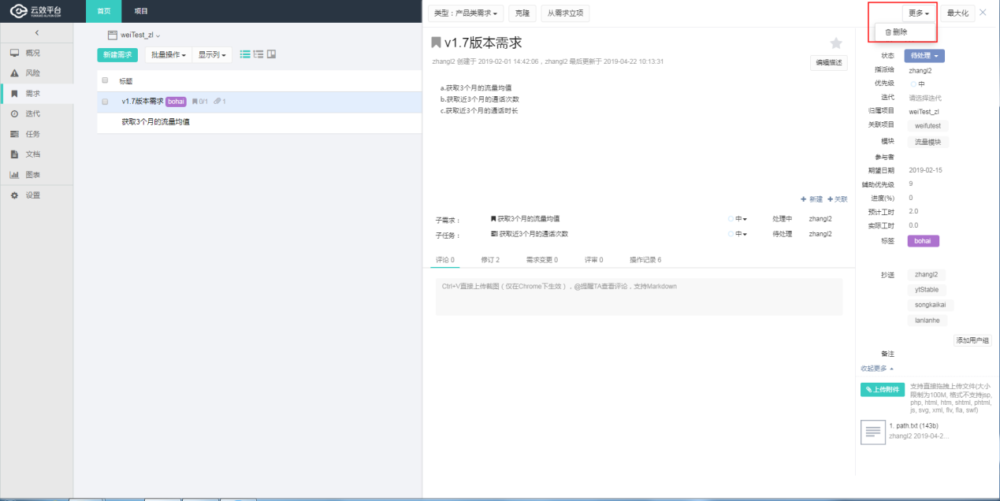 云效平台
YUNXIAO.ALIYUN.COM
首页
项目
概况
风险
需求
迭代
任务
文档
图表
设置
weiTest_zl
新建需求
批量操作
显示列
标题
v1.7版本需求 bohai 0/1 1
获取3个月的流量均值
类型：产品类需求
克隆
从需求立项
更多
最大化
删除
v1.7版本需求
zhangl2 创建于 2019-02-01 14:42:06，zhangl2 最后更新于 2019-04-22 10:13:31
编辑描述
a.获取3个月的流量均值
b.获取近3个月的通话次数
c.获取近3个月的通话时长
新建 关联
子需求： 获取3个月的流量均值 中 处理中 zhangl2
子任务： 获取近3个月的通话次数 中 待处理 zhangl2
评论 0 修订 2 需求变更 0 评审 0 操作记录 6
Ctrl+V直接上传截图（仅在Chrome下生效），@提醒TA查看评论，支持Markdown
状态 待处理
指派给 zhangl2
优先级 中
迭代 请选择迭代
归属项目 weiTest_zl
关联项目 weifutest
模块 流量模块
参与者
期望日期 2019-02-15
辅助优先级 9
进度(%) 0
预计工时 2.0
实际工时 0.0
标签 bohai
抄送 zhangl2
ytStable
songkaikai
lanlanhe
添加用户组
备注
收起更多
上传附件
支持直接拖拽上传文件(大小
限制为100M, 格式不支持jsp,
php, html, htm, shtml, phtml,
js, svg, xml, flv, fla, swf)
1. path.txt (143b)
zhangl2 2019-04-2...